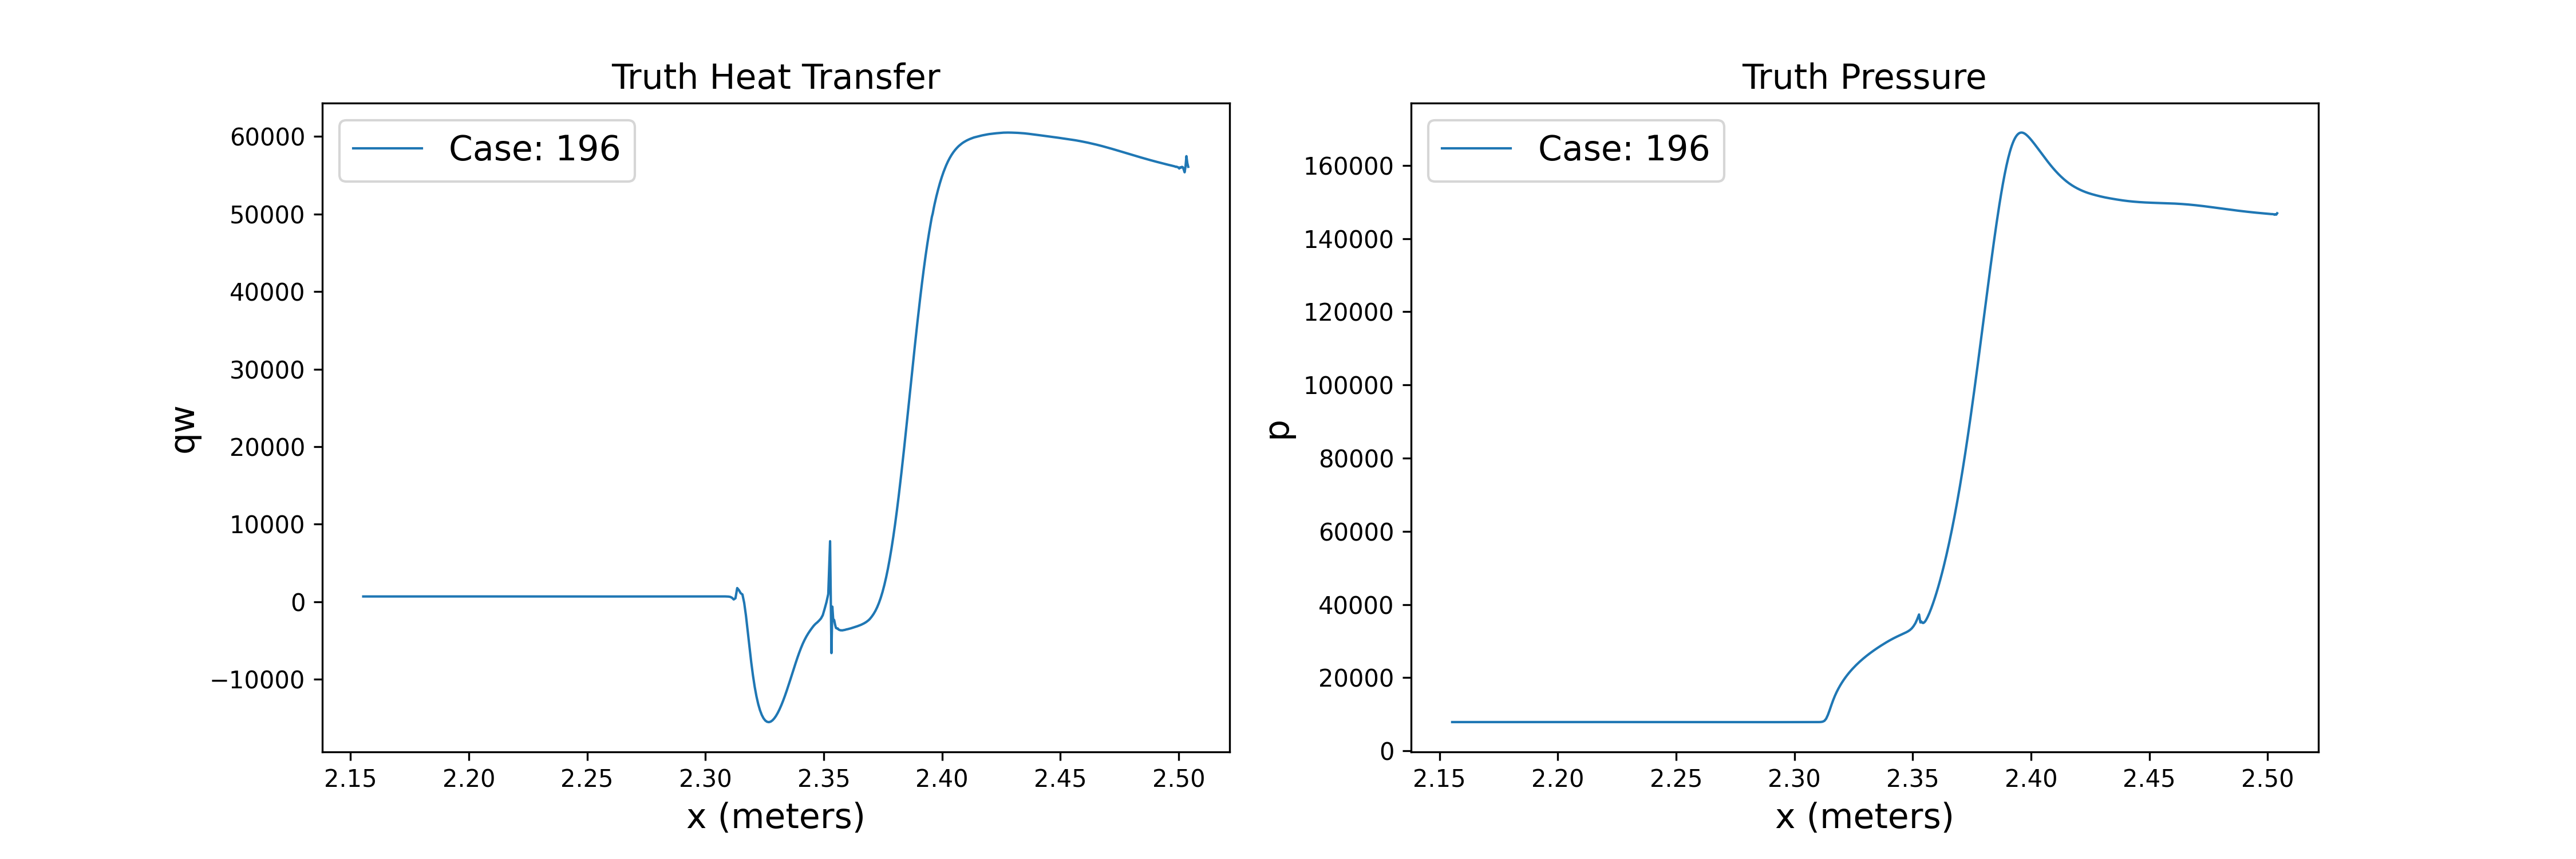 Truth Heat Transfer
Case: 196
60000
50000
40000
30000
20000
10000
0
−10000
qw
2.15 2.20 2.25 2.30 2.35 2.40 2.45 2.50
x (meters)
Truth Pressure
Case: 196
160000
140000
120000
100000
80000
60000
40000
20000
0
p
2.15 2.20 2.25 2.30 2.35 2.40 2.45 2.50
x (meters)